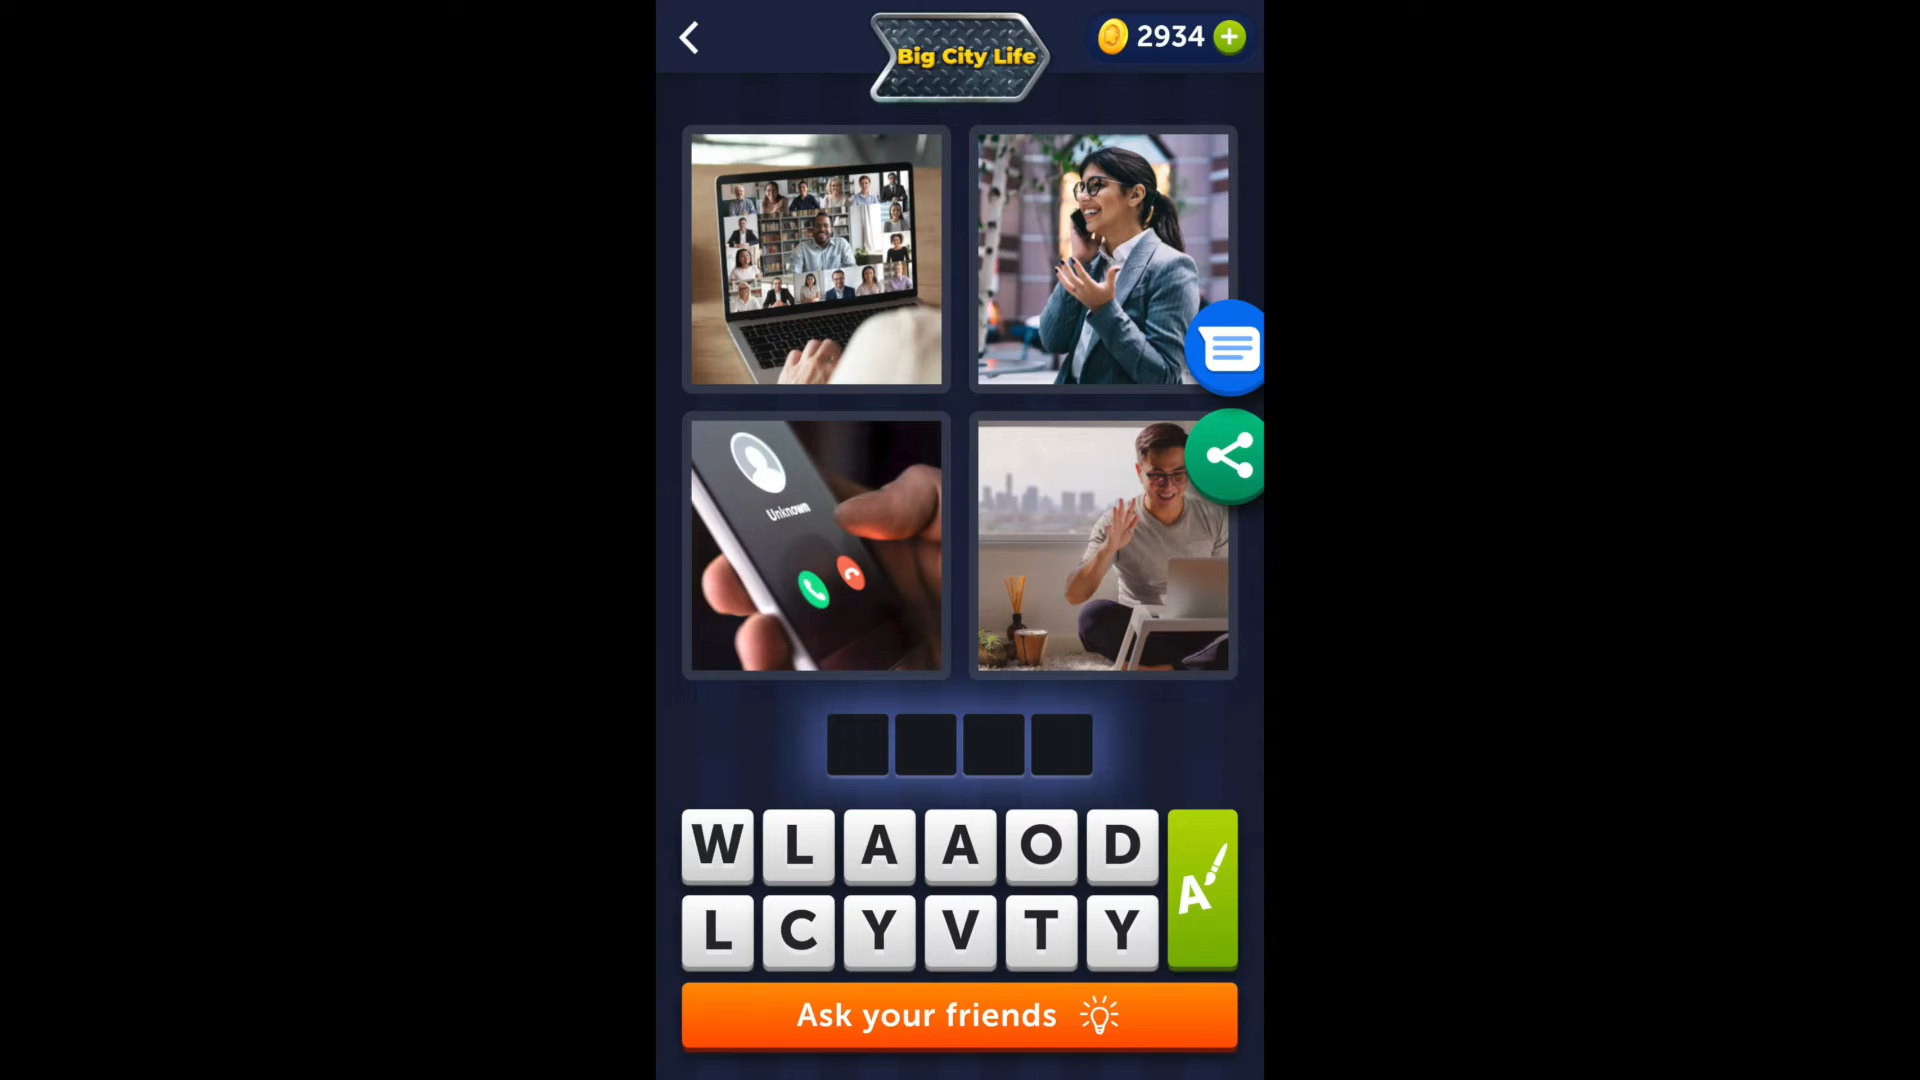 Big City Life
2934
Unknown
W L A A O D
L C Y V T Y
A
Ask your friends